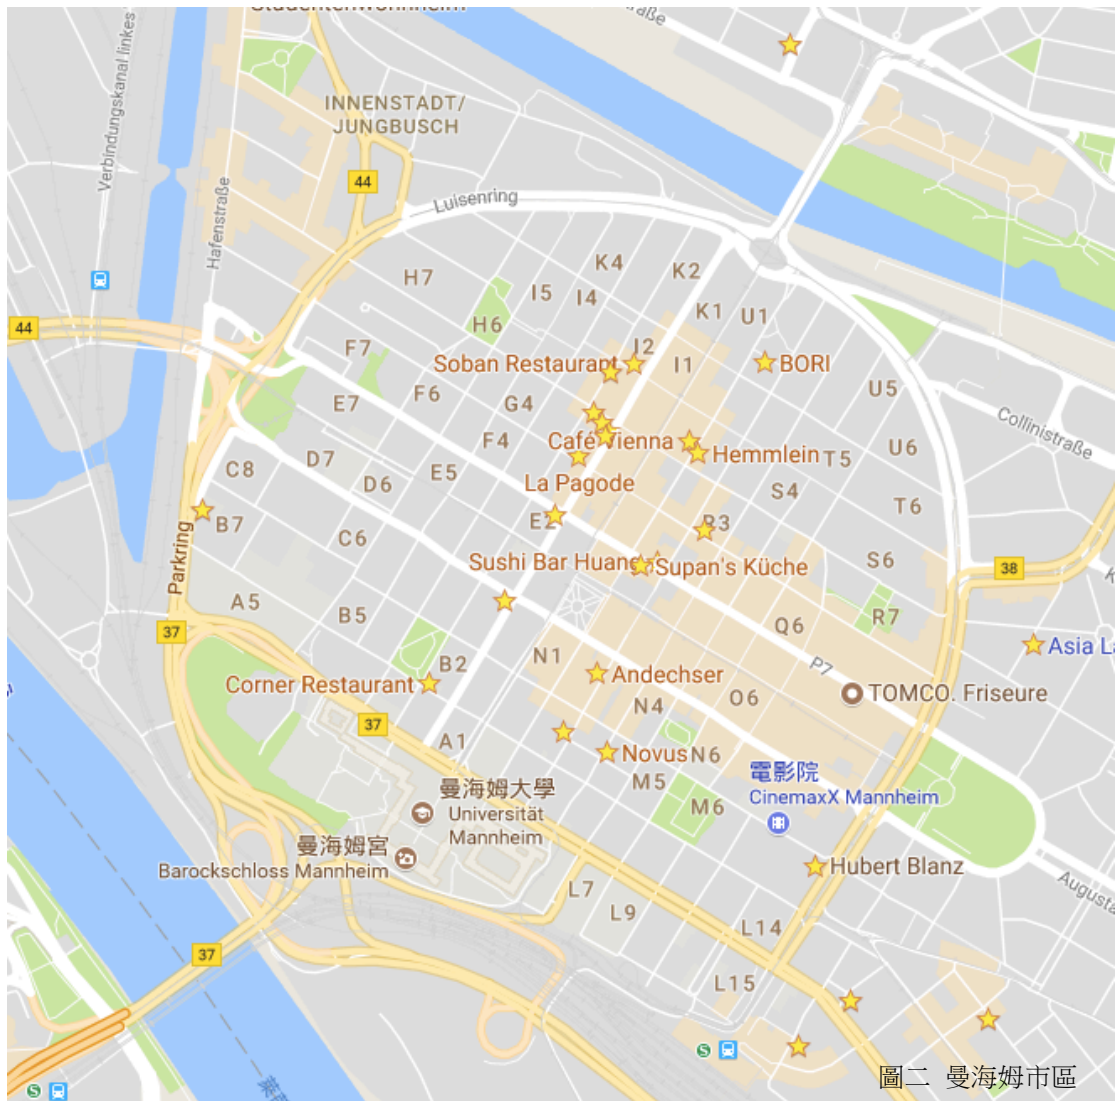 Studentenwohnheim
Verbindungskanal linkes
INNENSTADT/
JUNGBUSCH
44
Luisenring
Hafenstraße
K4
K2
H7
I5
I4
K1
U1
H6
44
F7
Soban Restaurant
I2
I1
BORI
U5
F6
E7
G4
Collinistraße
F4
Café Vienna
Hemmlein
T5
U6
D7
C8
E5
D6
La Pagode
S4
T6
B7
E2
R3
C6
Parkring
Sushi Bar Huang
Supan's Küche
S6
38
A5
B5
R7
37
Q6
Asia La
N1
B2
P7
Andechser
Corner Restaurant
TOMCO. Friseure
O6
N4
37
A1
Novus
N6
電影院
CinemaxX Mannheim
M5
曼海姆大學
Universität
Mannheim
M6
曼海姆宮
Barockschloss Mannheim
Hubert Blanz
L7
Augusta
L9
L14
37
L15
S
S
圖二 曼海姆市區